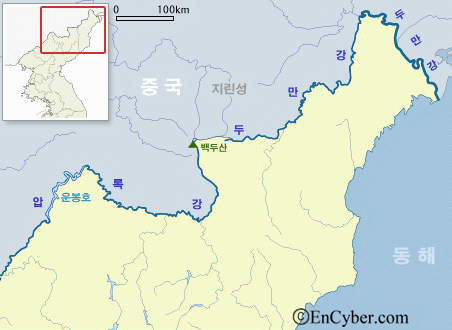 0 100km
두 만 강
중 국
지린성
두 만 강
백두산
압 록 강
운봉호
동 해
©EnCyber.com